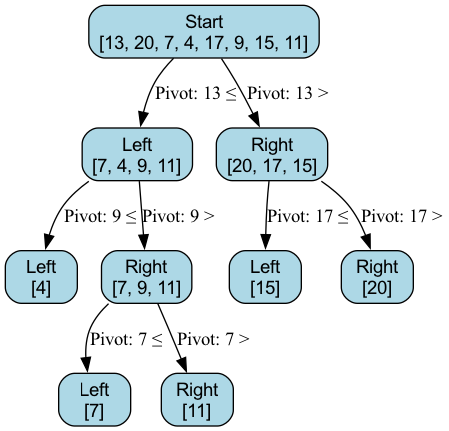 Start
[13, 20, 7, 4, 17, 9, 15, 11]
Pivot: 13 ≤
Pivot: 13 >
Left
[7, 4, 9, 11]
Right
[20, 17, 15]
Pivot: 9 ≤
Pivot: 9 >
Pivot: 17 ≤
Pivot: 17 >
Left
[4]
Right
[7, 9, 11]
Left
[15]
Right
[20]
Pivot: 7 ≤
Pivot: 7 >
Left
[7]
Right
[11]